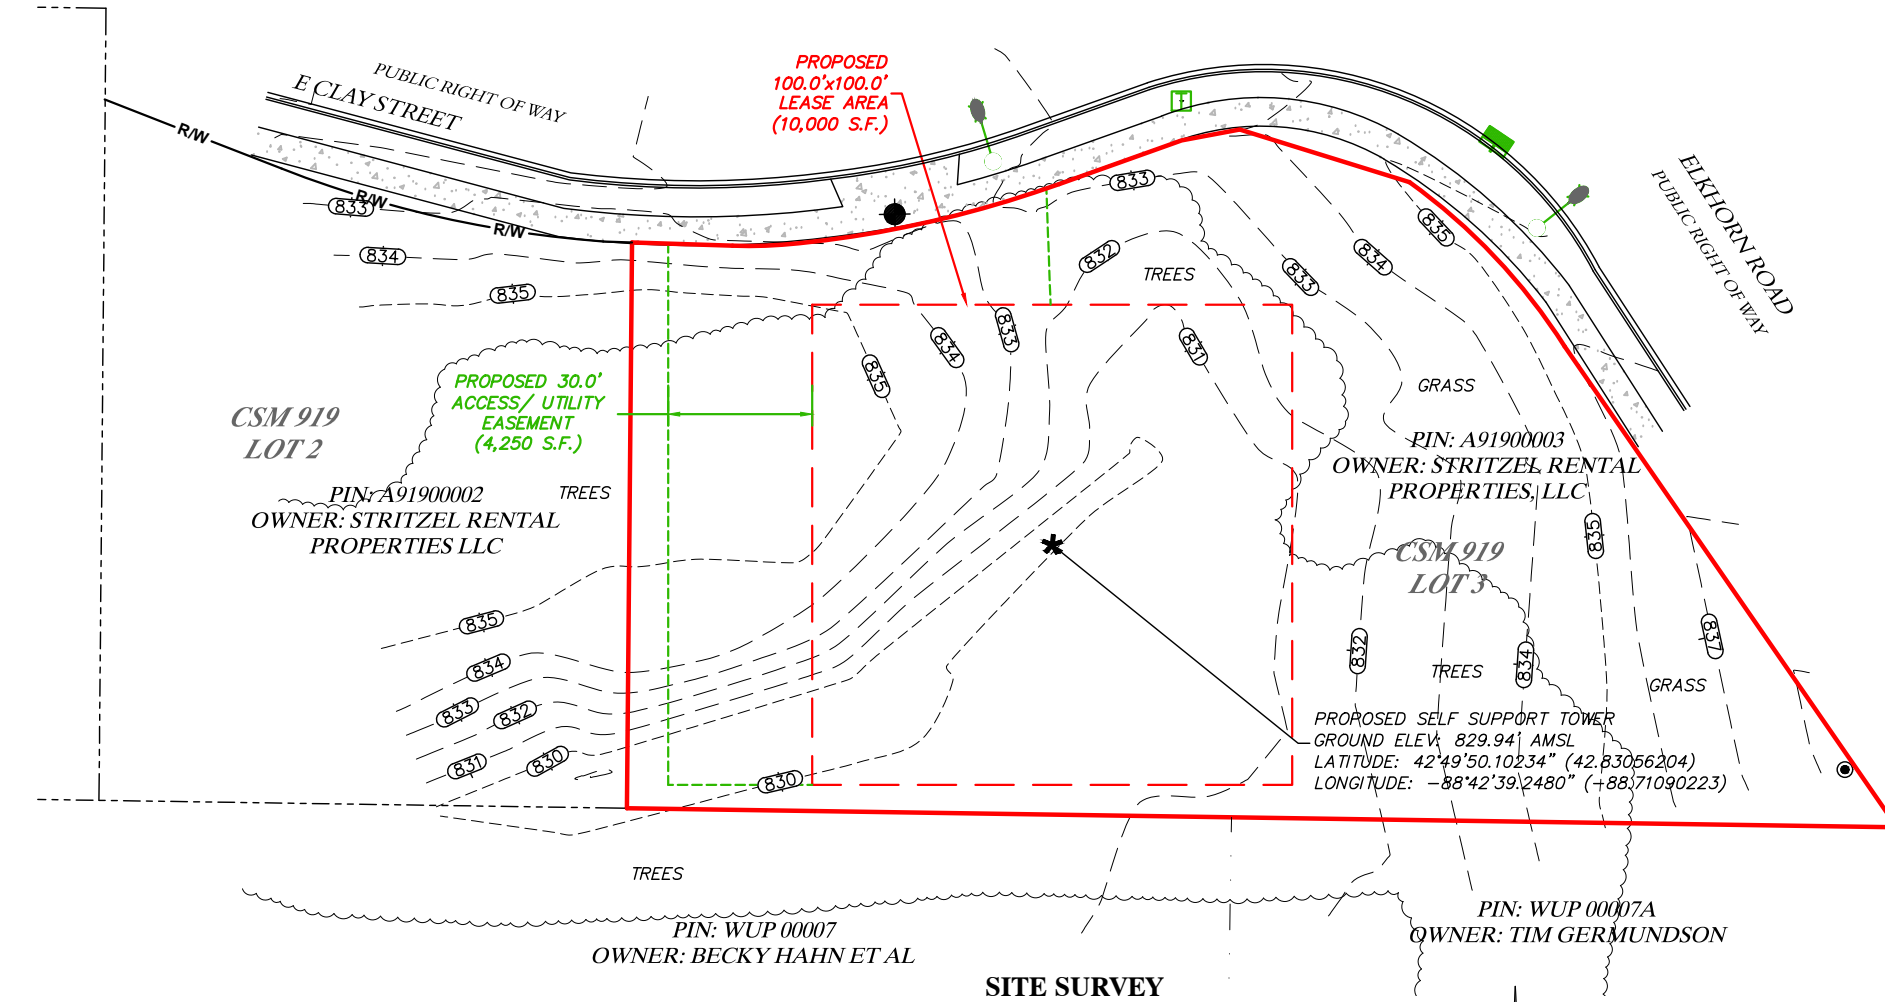 PUBLIC RIGHT OF WAY
E CLAY STREET
R/W
R/W
R/W
PROPOSED
100.0'x100.0'
LEASE AREA
(10,000 S.F.)
ELKHORN ROAD
PUBLIC RIGHT OF WAY
833
834
835
833
832
TREES
833
834
835
835
834
833
831
GRASS
PROPOSED 30.0'
ACCESS/ UTILITY
EASEMENT
(4,250 S.F.)
CSM 919
LOT 2
PIN: A91900002
OWNER: STRITZEL RENTAL
PROPERTIES LLC
TREES
PIN: A91900003
OWNER: STRITZEL RENTAL
PROPERTIES, LLC
CSM 919
LOT 3
835
835
834
833
832
831
830
830
832
834
837
TREES
GRASS
PROPOSED SELF SUPPORT TOWER
GROUND ELEV: 829.94' AMSL
LATITUDE: 42°49'50.10234" (42.83056204)
LONGITUDE: -88°42'39.2480" (-88.71090223)
TREES
PIN: WUP 00007
OWNER: BECKY HAHN ET AL
PIN: WUP 00007A
OWNER: TIM GERMUNDSON
SITE SURVEY